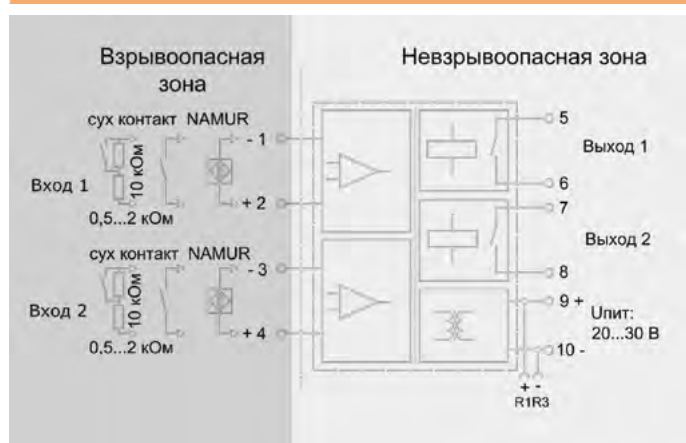 Взрывоопасная
зона
Невзрывоопасная зона
сух контакт NAMUR
- 1
+ 2
Вход 1
10 кОм
0,5...2 кОм
сух контакт NAMUR
- 3
+ 4
Вход 2
10 кОм
0,5...2 кОм
5
Выход 1
6
7
Выход 2
8
9 +
Uпит:
20...30 В
10 -
+ -
R1R3